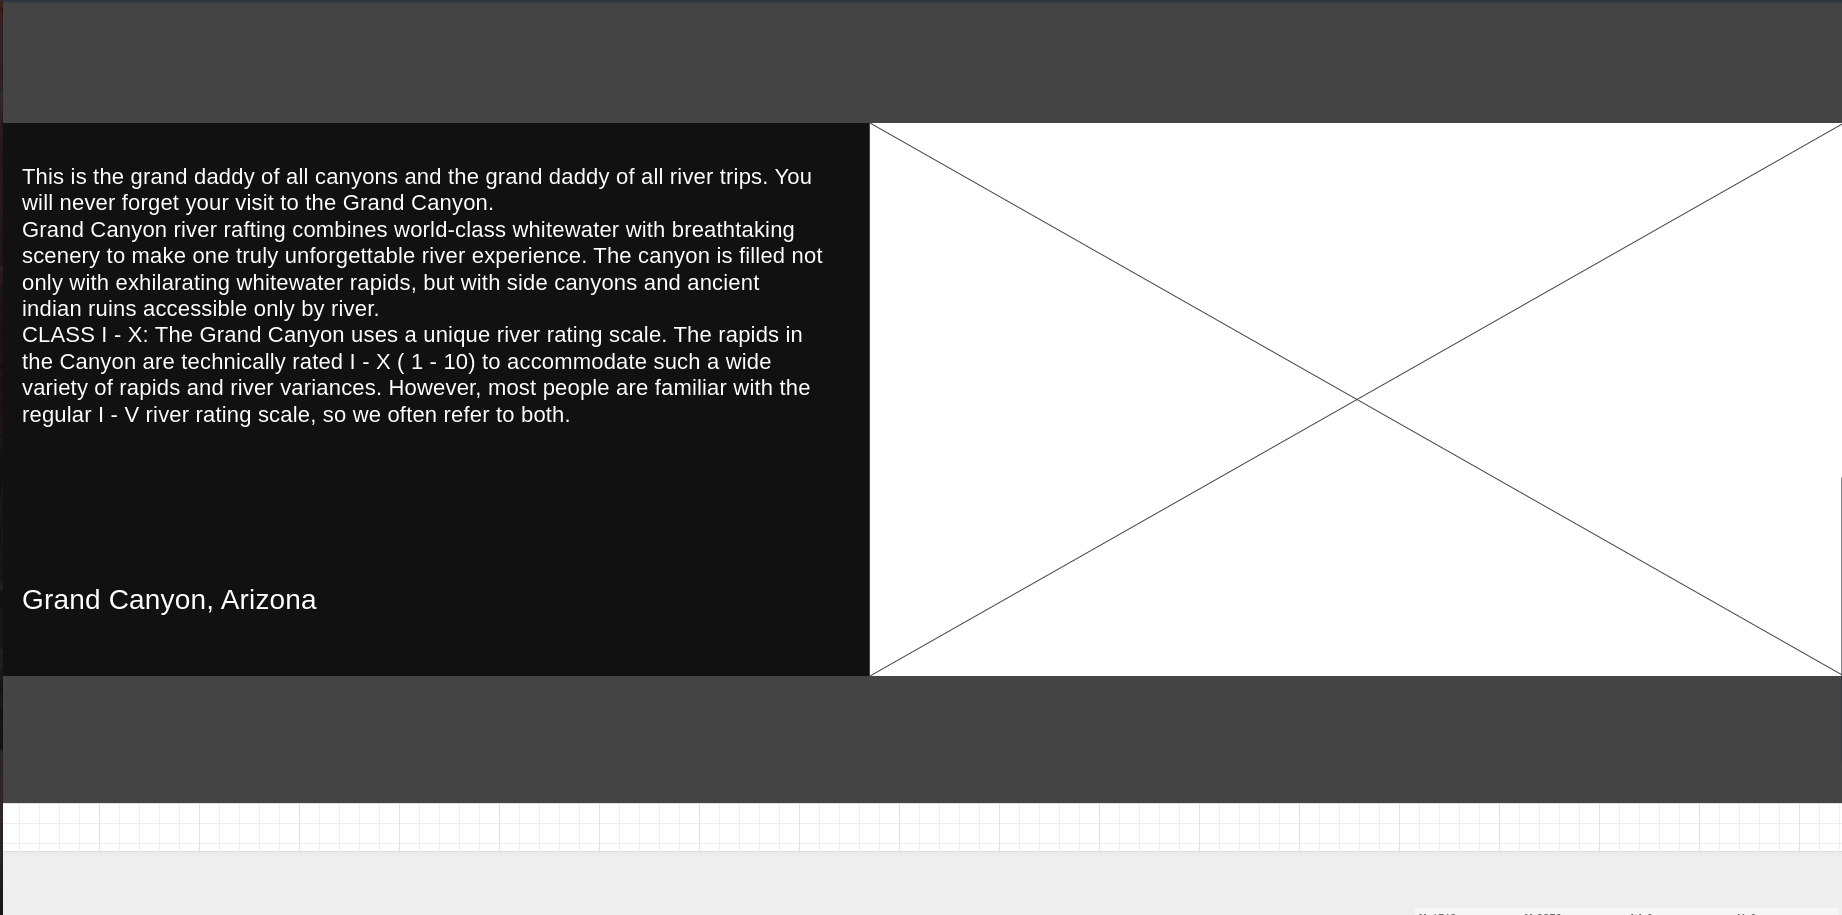 This is the grand daddy of all canyons and the grand daddy of all river trips. You
will never forget your visit to the Grand Canyon.
Grand Canyon river rafting combines world-class whitewater with breathtaking
scenery to make one truly unforgettable river experience. The canyon is filled not
only with exhilarating whitewater rapids, but with side canyons and ancient
indian ruins accessible only by river.
CLASS I - X: The Grand Canyon uses a unique river rating scale. The rapids in
the Canyon are technically rated I - X ( 1 - 10) to accommodate such a wide
variety of rapids and river variances. However, most people are familiar with the
regular I - V river rating scale, so we often refer to both.
Grand Canyon, Arizona